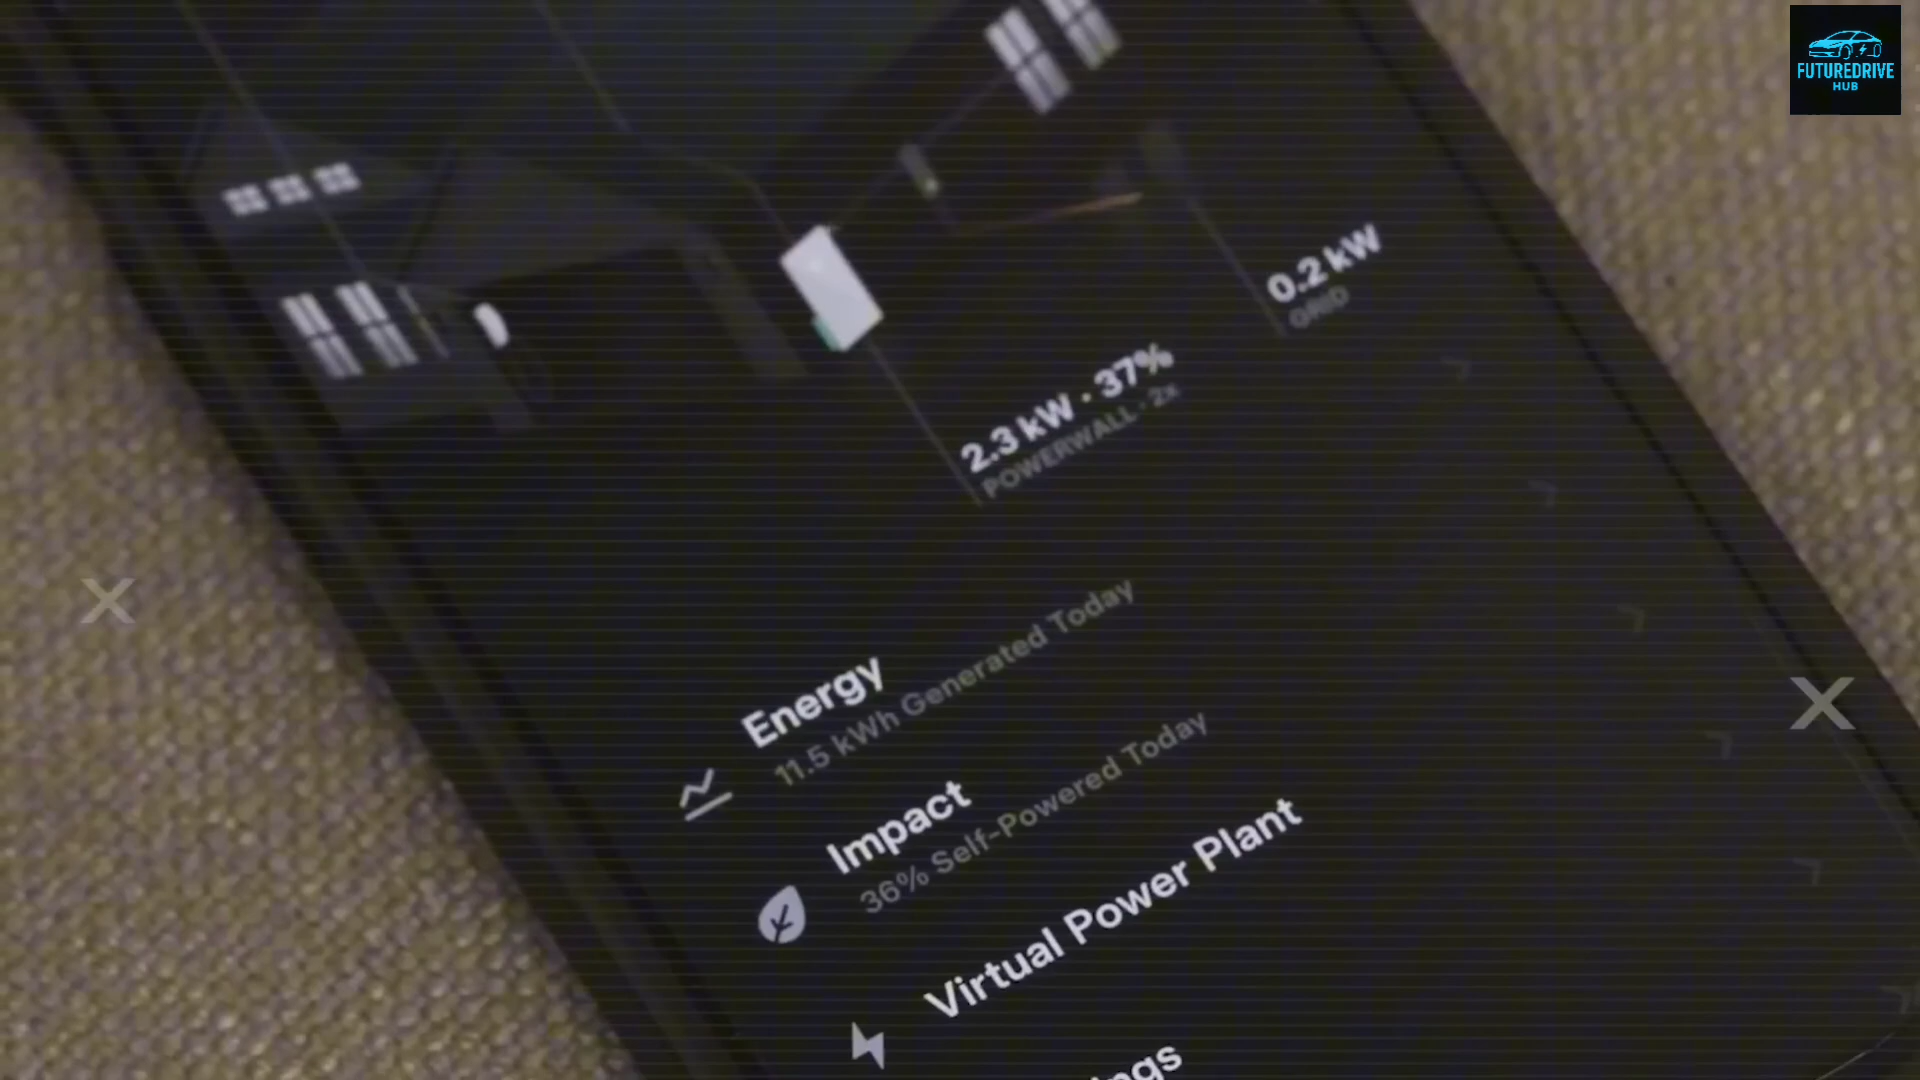 FUTUREDRIVE
HUB
0.2 kW
GRID
2.3 kW · 37%
POWERWALL · 2x
Energy
11.5 kWh Generated Today
Impact
36% Self-Powered Today
Virtual Power Plant